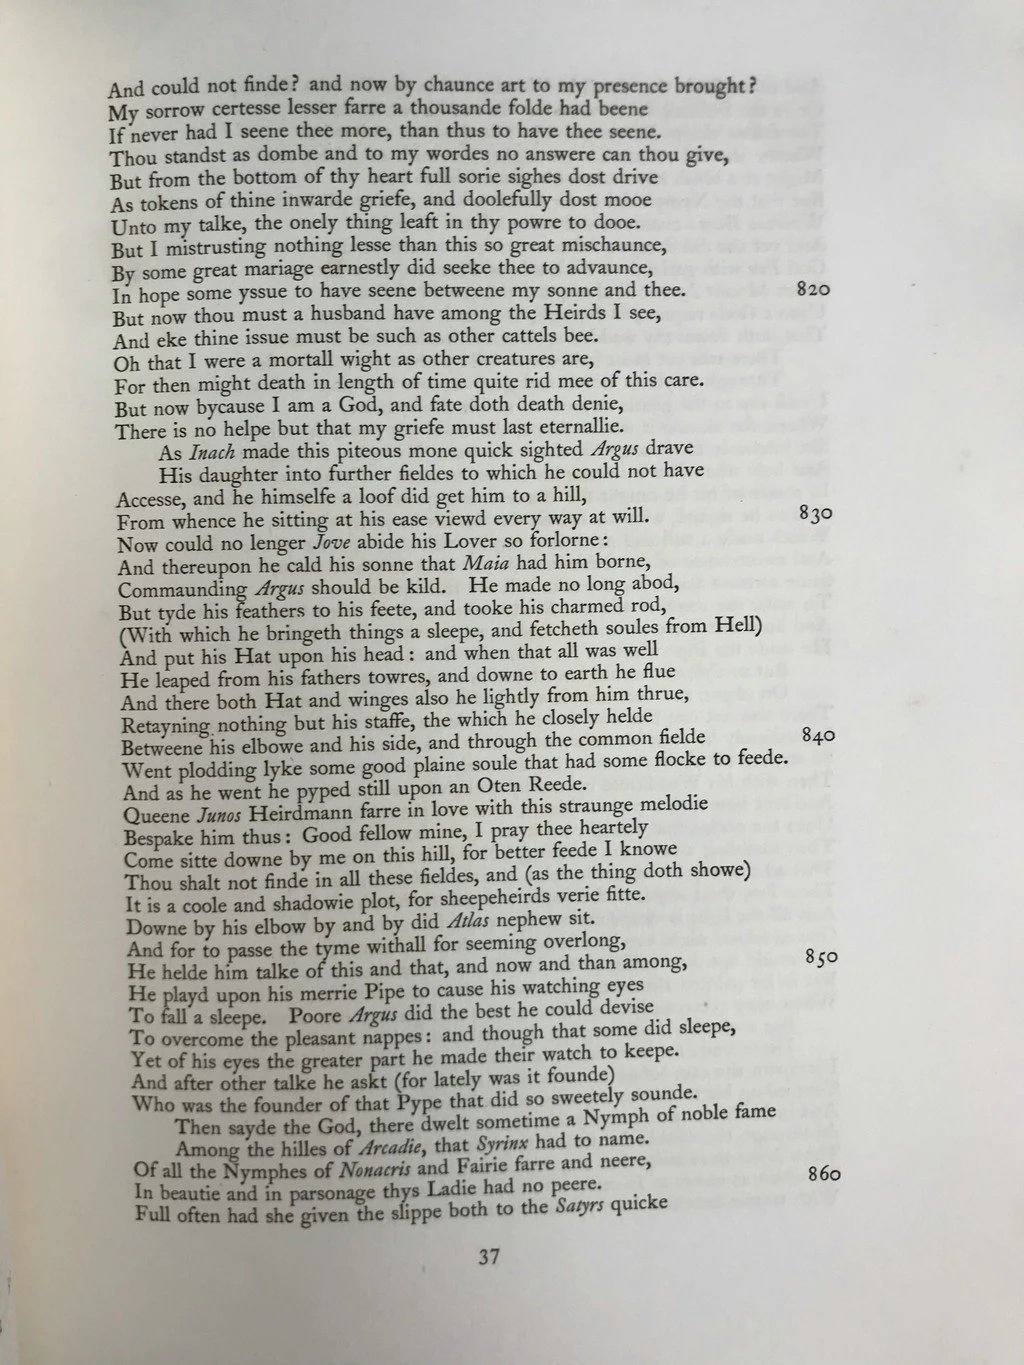 And could not finde? and now by chaunce art to my presence brought?
My sorrow certesse lesser farre a thousande folde had beene
If never had I seene thee more, than thus to have thee seene.
Thou standst as dombe and to my wordes no answere can thou give,
But from the bottom of thy heart full sorie sighes dost drive
As tokens of thine inwarde griefe, and doolefully dost mooe
Unto my talke, the onely thing leaft in thy powre to dooe.
But I mistrusting nothing lesse than this so great mischaunce,
By some great mariage earnestly did seeke thee to advaunce,
In hope some yssue to have seene betweene my sonne and thee. 820
But now thou must a husband have among the Heirds I see,
And eke thine issue must be such as other cattels bee.
Oh that I were a mortall wight as other creatures are,
For then might death in length of time quite rid mee of this care.
But now bycause I am a God, and fate doth death denie,
There is no helpe but that my griefe must last eternallie.
As Inach made this piteous mone quick sighted Argus drave
His daughter into further fieldes to which he could not have
Accesse, and he himselfe a loof did get him to a hill,
From whence he sitting at his ease viewd every way at will. 830
Now could no lenger Jove abide his Lover so forlorne:
And thereupon he cald his sonne that Maia had him borne,
Commaunding Argus should be kild. He made no long abod,
But tyde his feathers to his feete, and tooke his charmed rod,
(With which he bringeth things a sleepe, and fetcheth soules from Hell)
And put his Hat upon his head: and when that all was well
He leaped from his fathers towres, and downe to earth he flue
And there both Hat and winges also he lightly from him thrue,
Retayning nothing but his staffe, the which he closely helde
Betweene his elbowe and his side, and through the common fielde 840
Went plodding lyke some good plaine soule that had some flocke to feede.
And as he went he pyped still upon an Oten Reede.
Queene Junos Heirdmann farre in love with this straunge melodie
Bespake him thus: Good fellow mine, I pray thee heartely
Come sitte downe by me on this hill, for better feede I knowe
Thou shalt not finde in all these fieldes, and (as the thing doth showe)
It is a coole and shadowie plot, for sheepeheirds verie fitte.
Downe by his elbow by and by did Atlas nephew sit.
And for to passe the tyme withall for seeming overlong,
He helde him talke of this and that, and now and than among, 850
He playd upon his merrie Pipe to cause his watching eyes
To fall a sleepe. Poore Argus did the best he could devise
To overcome the pleasant nappes: and though that some did sleepe,
Yet of his eyes the greater part he made their watch to keepe.
And after other talke he askt (for lately was it founde)
Who was the founder of that Pype that did so sweetely sounde.
Then sayde the God, there dwelt sometime a Nymph of noble fame
Among the hilles of Arcadie, that Syrinx had to name.
Of all the Nymphes of Nonacris and Fairie farre and neere,
In beautie and in parsonage thys Ladie had no peere. 860
Full often had she given the slippe both to the Satyrs quicke
37